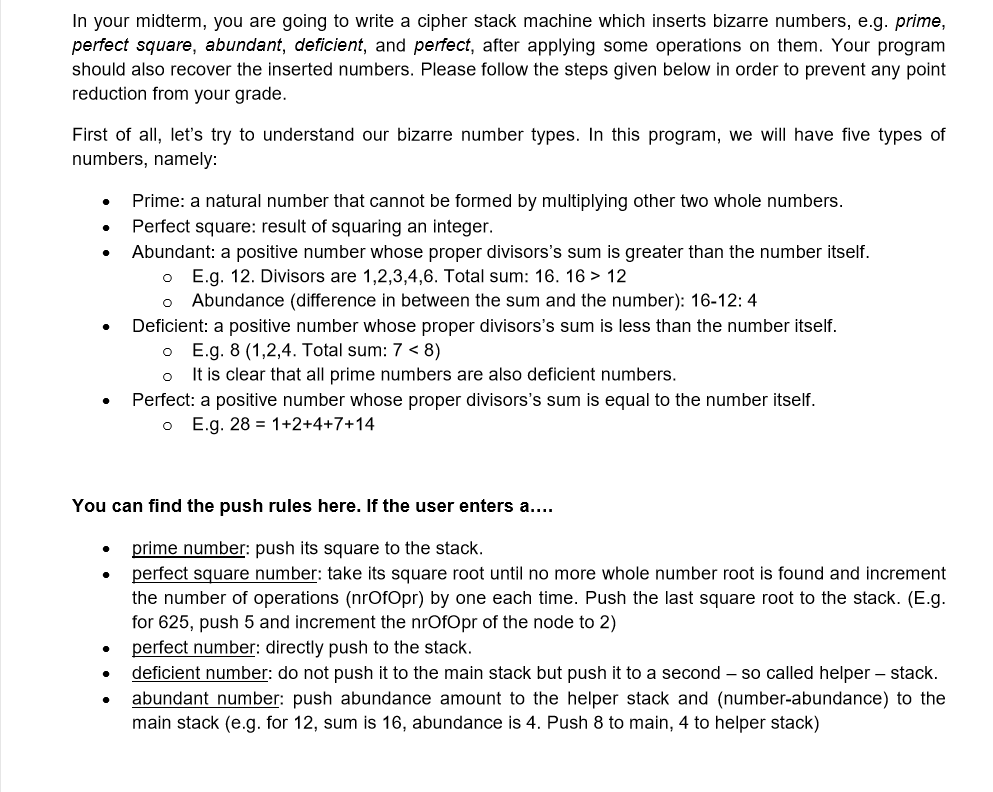 In your midterm, you are going to write a cipher stack machine which inserts bizarre numbers, e.g. prime,
perfect square, abundant, deficient, and perfect, after applying some operations on them. Your program
should also recover the inserted numbers. Please follow the steps given below in order to prevent any point
reduction from your grade.
First of all, let’s try to understand our bizarre number types. In this program, we will have five types of
numbers, namely:
• Prime: a natural number that cannot be formed by multiplying other two whole numbers.
• Perfect square: result of squaring an integer.
• Abundant: a positive number whose proper divisors’s sum is greater than the number itself.
o E.g. 12. Divisors are 1,2,3,4,6. Total sum: 16. 16 > 12
o Abundance (difference in between the sum and the number): 16-12: 4
• Deficient: a positive number whose proper divisors’s sum is less than the number itself.
o E.g. 8 (1,2,4. Total sum: 7 < 8)
o It is clear that all prime numbers are also deficient numbers.
• Perfect: a positive number whose proper divisors’s sum is equal to the number itself.
o E.g. 28 = 1+2+4+7+14
You can find the push rules here. If the user enters a….
• prime number: push its square to the stack.
• perfect square number: take its square root until no more whole number root is found and increment
the number of operations (nrOfOpr) by one each time. Push the last square root to the stack. (E.g.
for 625, push 5 and increment the nrOfOpr of the node to 2)
• perfect number: directly push to the stack.
• deficient number: do not push it to the main stack but push it to a second – so called helper – stack.
• abundant number: push abundance amount to the helper stack and (number-abundance) to the
main stack (e.g. for 12, sum is 16, abundance is 4. Push 8 to main, 4 to helper stack)